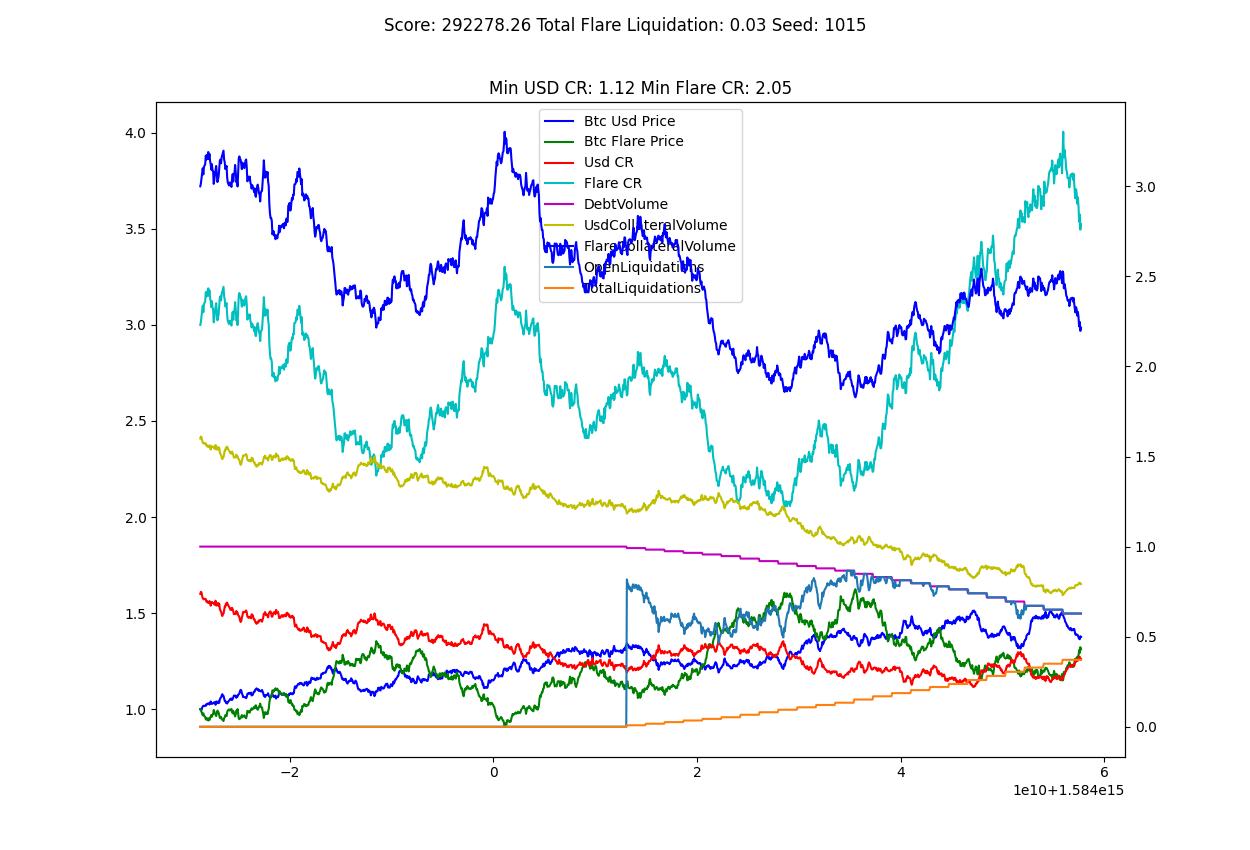 Score: 292278.26 Total Flare Liquidation: 0.03 Seed: 1015
Min USD CR: 1.12 Min Flare CR: 2.05
Btc Usd Price
Btc Flare Price
Usd CR
Flare CR
DebtVolume
UsdCollateralVolume
FlareCollateralVolume
OpenLiquidations
TotalLiquidations
4.0
3.5
3.0
2.5
2.0
1.5
1.0
3.0
2.5
2.0
1.5
1.0
0.5
0.0
−2
0
2
4
6
1e10+1.584e15